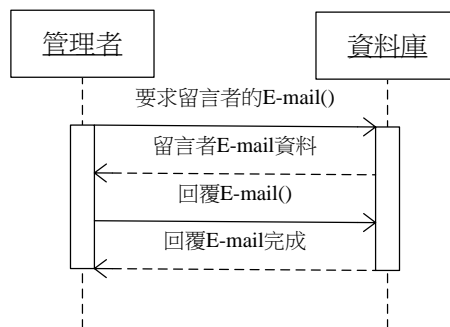 管理者
資料庫
要求留言者的E-mail()
留言者E-mail資料
回覆E-mail()
回覆E-mail完成